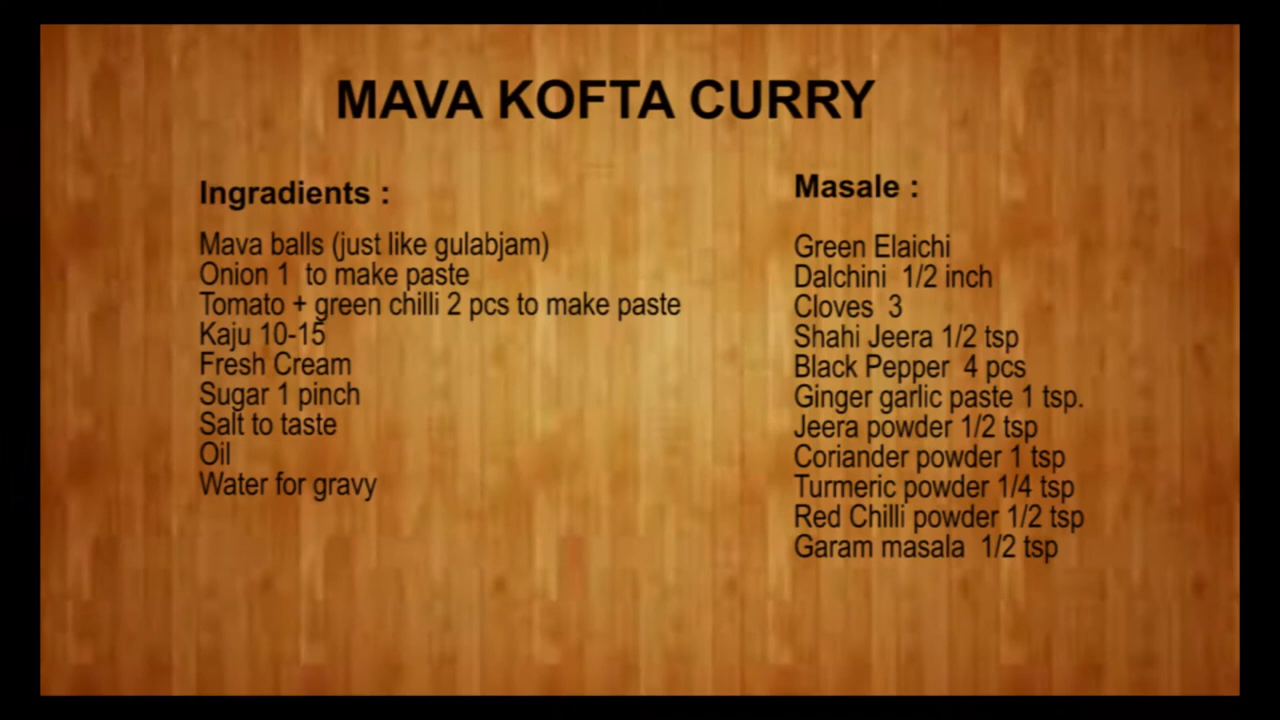 MAVA KOFTA CURRY
Ingradients :
Mava balls (just like gulabjam)
Onion 1 to make paste
Tomato + green chilli 2 pcs to make paste
Kaju 10-15
Fresh Cream
Sugar 1 pinch
Salt to taste
Oil
Water for gravy
Masale :
Green Elaichi
Dalchini 1/2 inch
Cloves 3
Shahi Jeera 1/2 tsp
Black Pepper 4 pcs
Ginger garlic paste 1 tsp.
Jeera powder 1/2 tsp
Coriander powder 1 tsp
Turmeric powder 1/4 tsp
Red Chilli powder 1/2 tsp
Garam masala 1/2 tsp